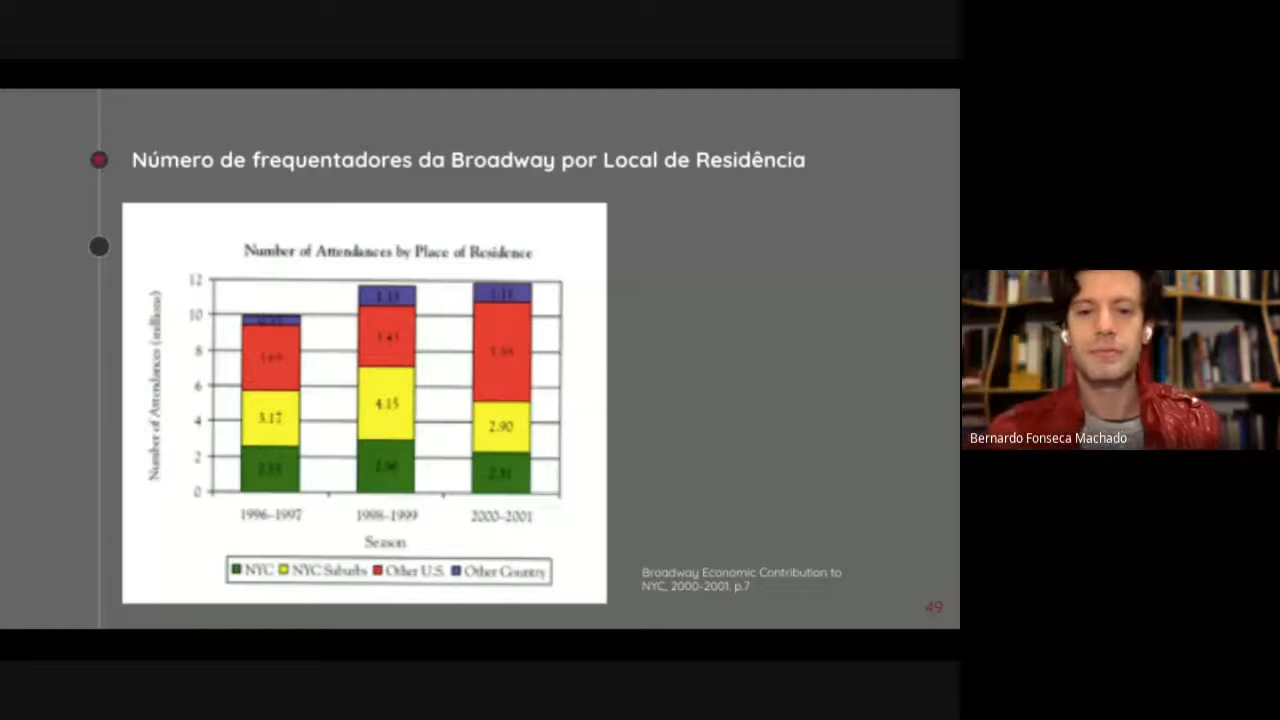 Número de frequentadores da Broadway por Local de Residência
Number of Attendances by Place of Residence
Number of Attendances (millions)
12
10
8
6
4
2
0
3.17
4.15
2.90
1996-1997
1998-1999
2000-2001
Season
NYC NYC Suburbs Other U.S. Other Country
Broadway Economic Contribution to
NYC, 2000-2001. p.7
49
Bernardo Fonseca Machado